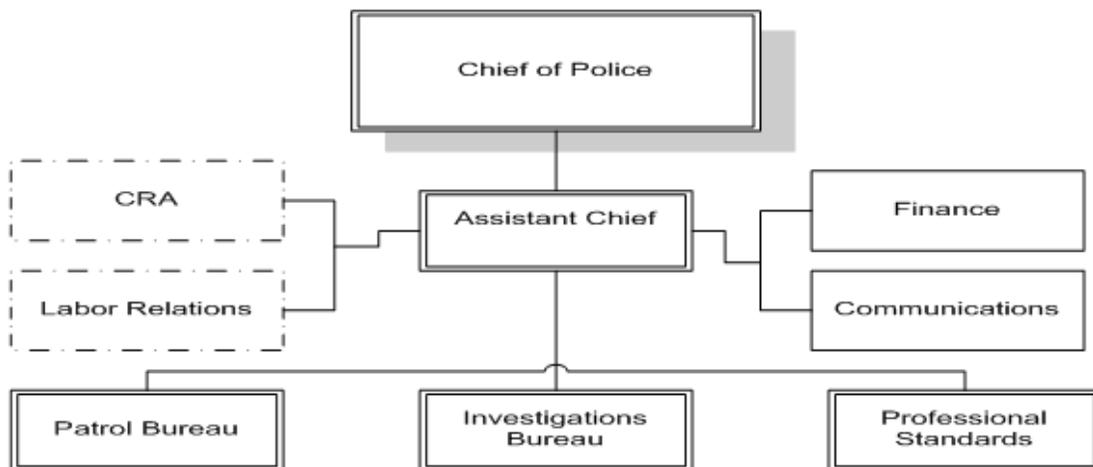 Chief of Police
CRA
Assistant Chief
Finance
Labor Relations
Communications
Patrol Bureau
Investigations
Bureau
Professional
Standards